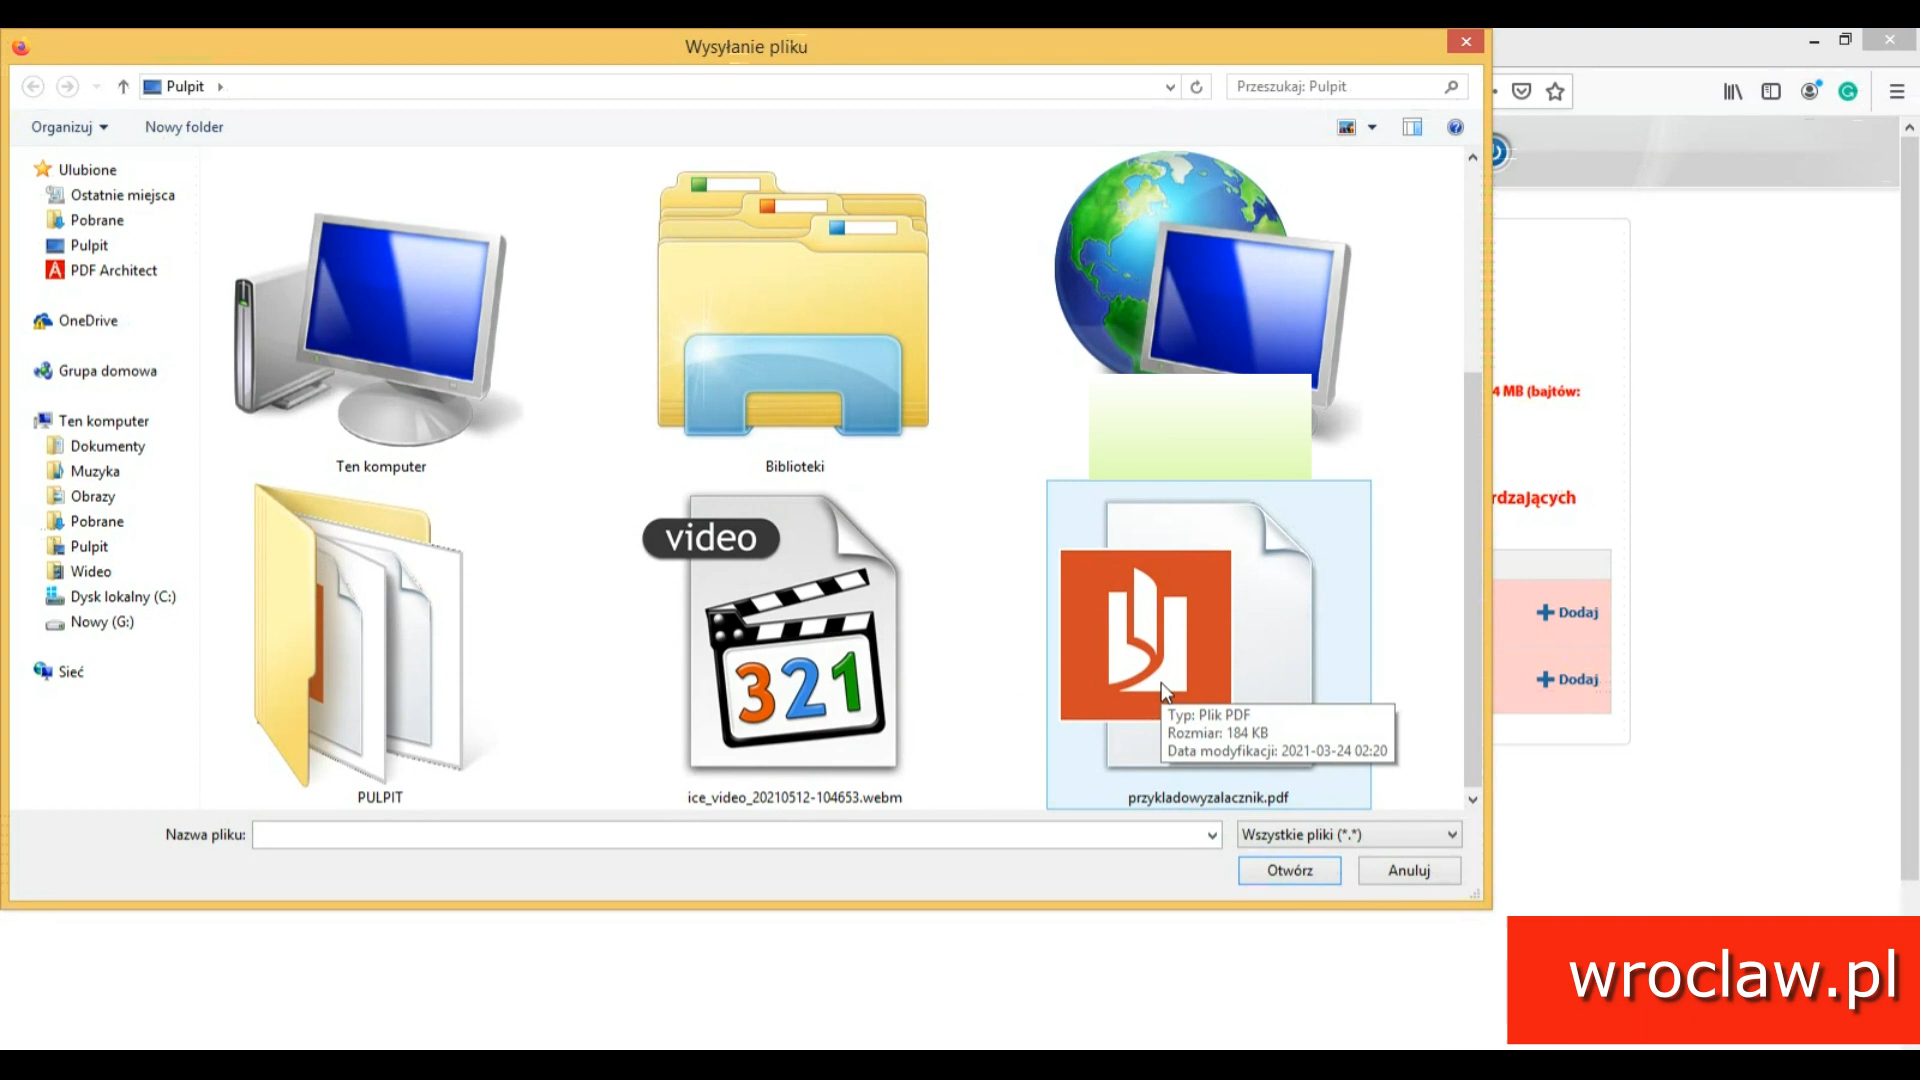 Wysyłanie pliku
Pulpit
Przeszukaj: Pulpit
Organizuj
Nowy folder
Ulubione
Ostatnie miejsca
Pobrane
Pulpit
PDF Architect
OneDrive
Grupa domowa
Ten komputer
Dokumenty
Muzyka
Obrazy
Pobrane
Pulpit
Wideo
Dysk lokalny (C:)
Nowy (G:)
Sieć
Ten komputer
Biblioteki
video
321
PULPIT
ice_video_20210512-104653.webm
przykladowyzalacznik.pdf
Typ: Plik PDF
Rozmiar: 184 KB
Data modyfikacji: 2021-03-24 02:20
Nazwa pliku:
Wszystkie pliki (*.*)
Otwórz
Anuluj
4 MB (bajtów:
rdzających
Dodaj
Dodaj
wroclaw.pl